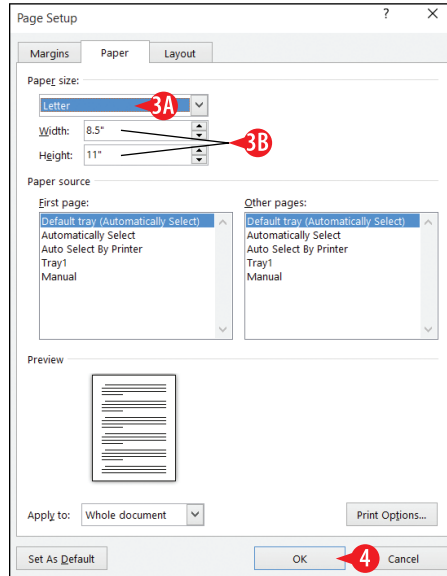 Page Setup ? X
Margins Paper Layout
Paper size:
Letter 3A
Width: 8.5"
3B
Height: 11"
Paper source
First page: Other pages:
Default tray (Automatically Select) Default tray (Automatically Select)
Automatically Select Automatically Select
Auto Select By Printer Auto Select By Printer
Tray1 Tray1
Manual Manual
Preview
Apply to: Whole document Print Options...
Set As Default OK 4 Cancel